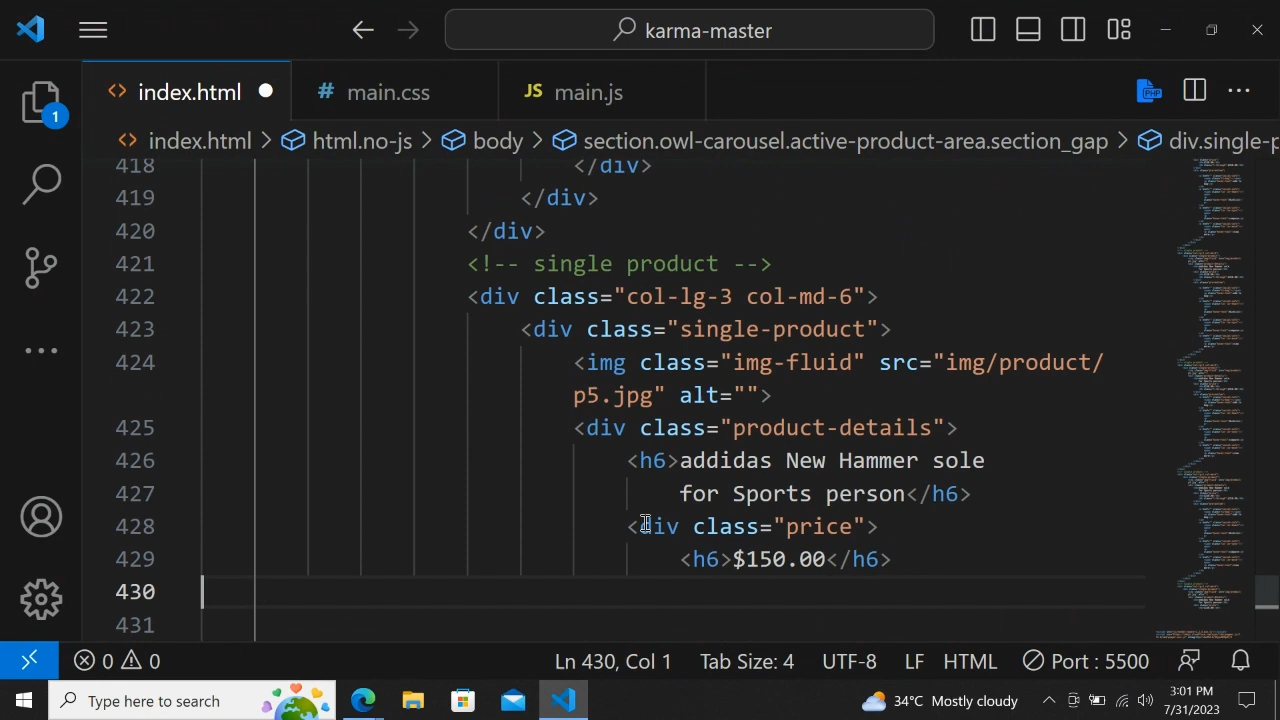 karma-master
index.html
# main.css
JS main.js
PHP
1
index.html > html.no-js > body > section.owl-carousel.active-product-area.section_gap > div.single-p
418 </div>
419 </div>
420 </div>
421 <!-- single product -->
422 <div class="col-lg-3 col-md-6">
423 <div class="single-product">
424 <img class="img-fluid" src="img/product/
p5.jpg" alt="">
425 <div class="product-details">
426 <h6>addidas New Hammer sole
427 for Sports person</h6>
428 <div class="price">
429 <h6>$150.00</h6>
430
431
0 0 Ln 430, Col 1 Tab Size: 4 UTF-8 LF HTML Port : 5500
Type here to search 34°C Mostly cloudy 3:01 PM
7/31/2023